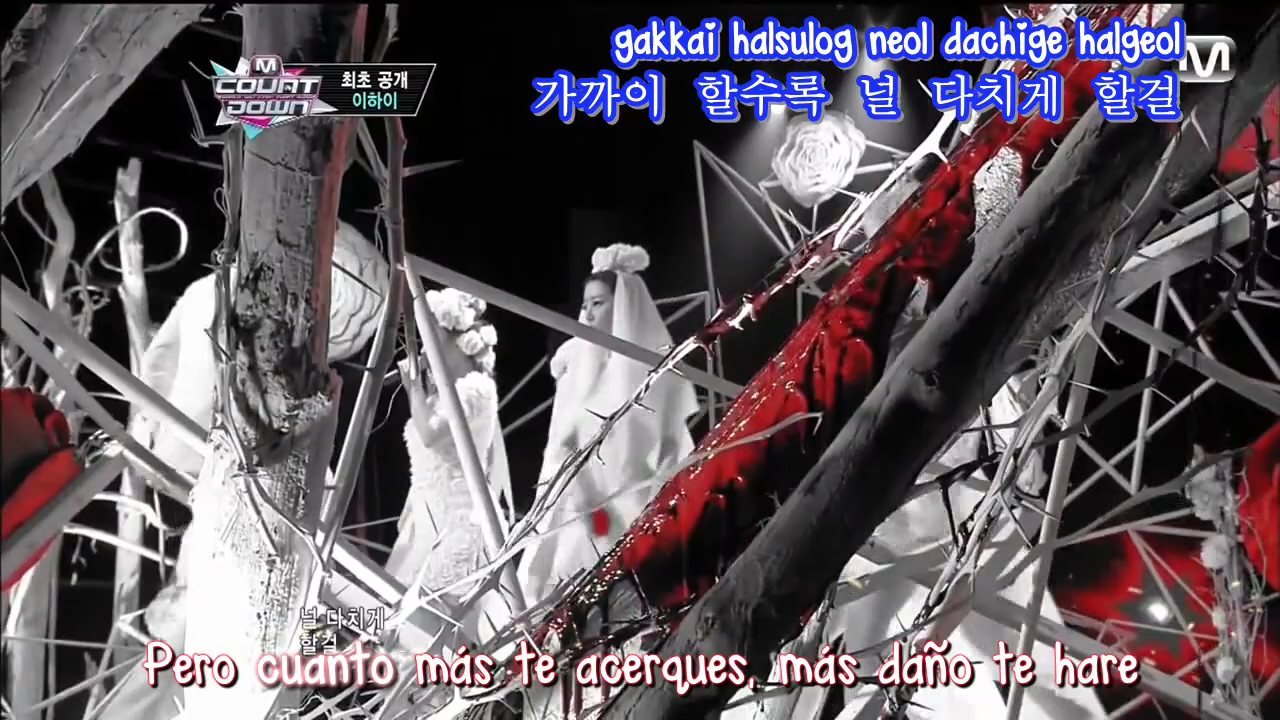 gakkai halsulog neol dachige halgeol
가까이 할수록 널 다치게 할걸
M
COUNT
DOWN
최초 공개
이하이
M
널 다치게
할걸
Pero cuanto más te acerques, más daño te hare